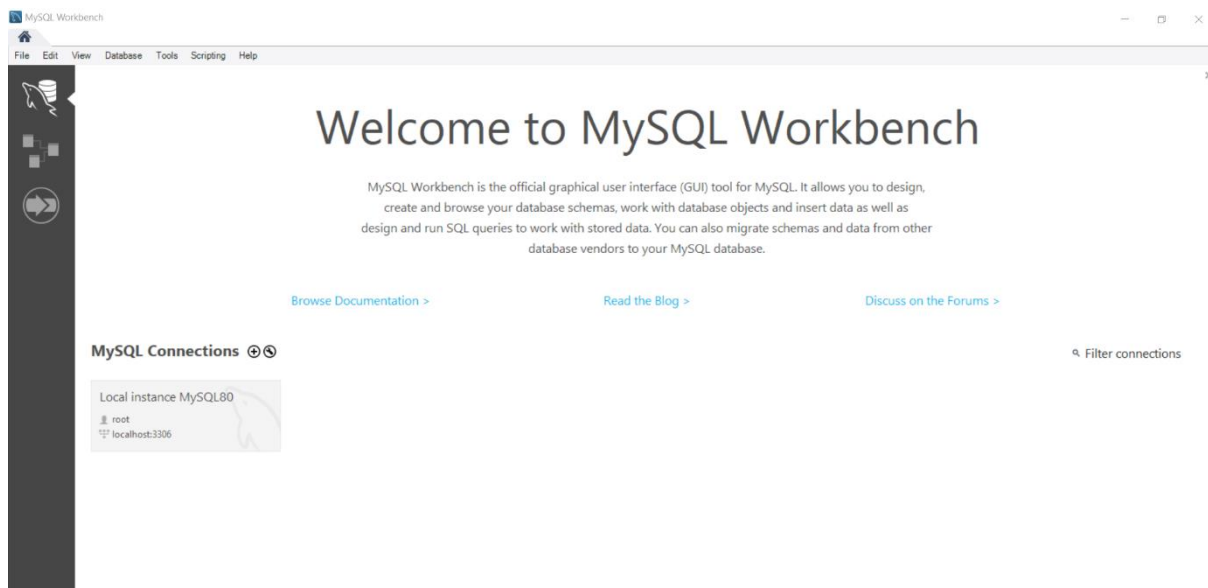 MySQL Workbench
File Edit View Database Tools Scripting Help
Welcome to MySQL Workbench
MySQL Workbench is the official graphical user interface (GUI) tool for MySQL. It allows you to design,
create and browse your database schemas, work with database objects and insert data as well as
design and run SQL queries to work with stored data. You can also migrate schemas and data from other
database vendors to your MySQL database.
Browse Documentation > Read the Blog > Discuss on the Forums >
MySQL Connections Filter connections
Local instance MySQL80
root
localhost:3306